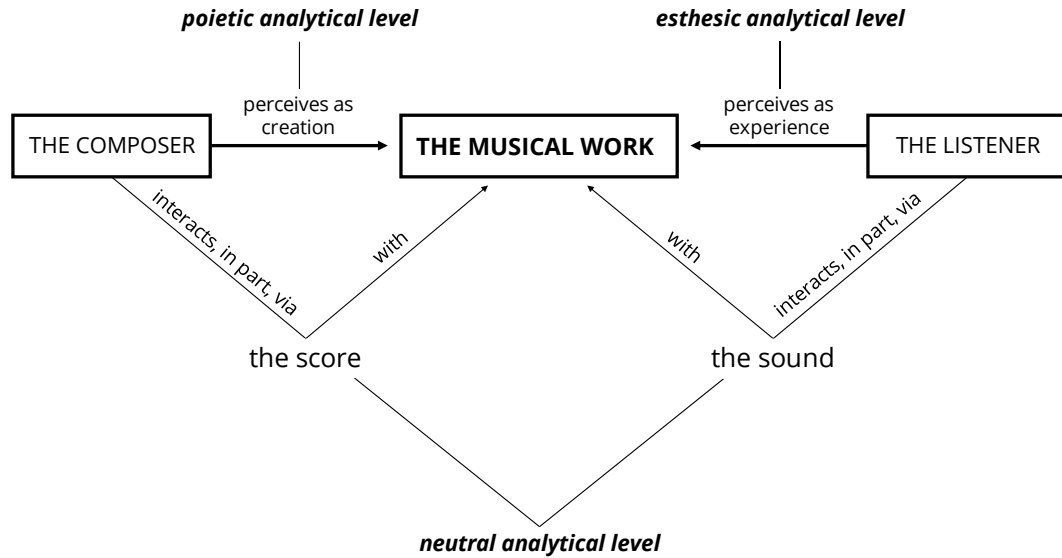 poietic analytical level
esthesic analytical level
perceives as
creation
perceives as
experience
THE COMPOSER
THE MUSICAL WORK
THE LISTENER
interacts, in part, via
with
with
interacts, in part, via
the score
the sound
neutral analytical level